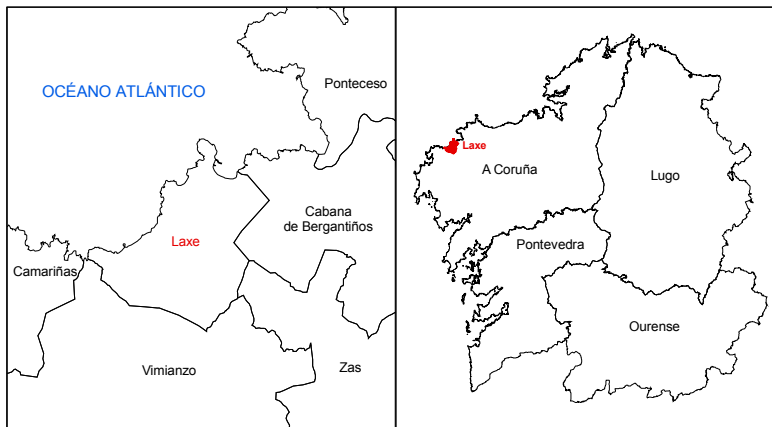 OCÉANO ATLÁNTICO
Ponteceso
Cabana
de Bergantiños
Laxe
Camariñas
Vimianzo
Zas
Laxe
A Coruña
Lugo
Pontevedra
Ourense